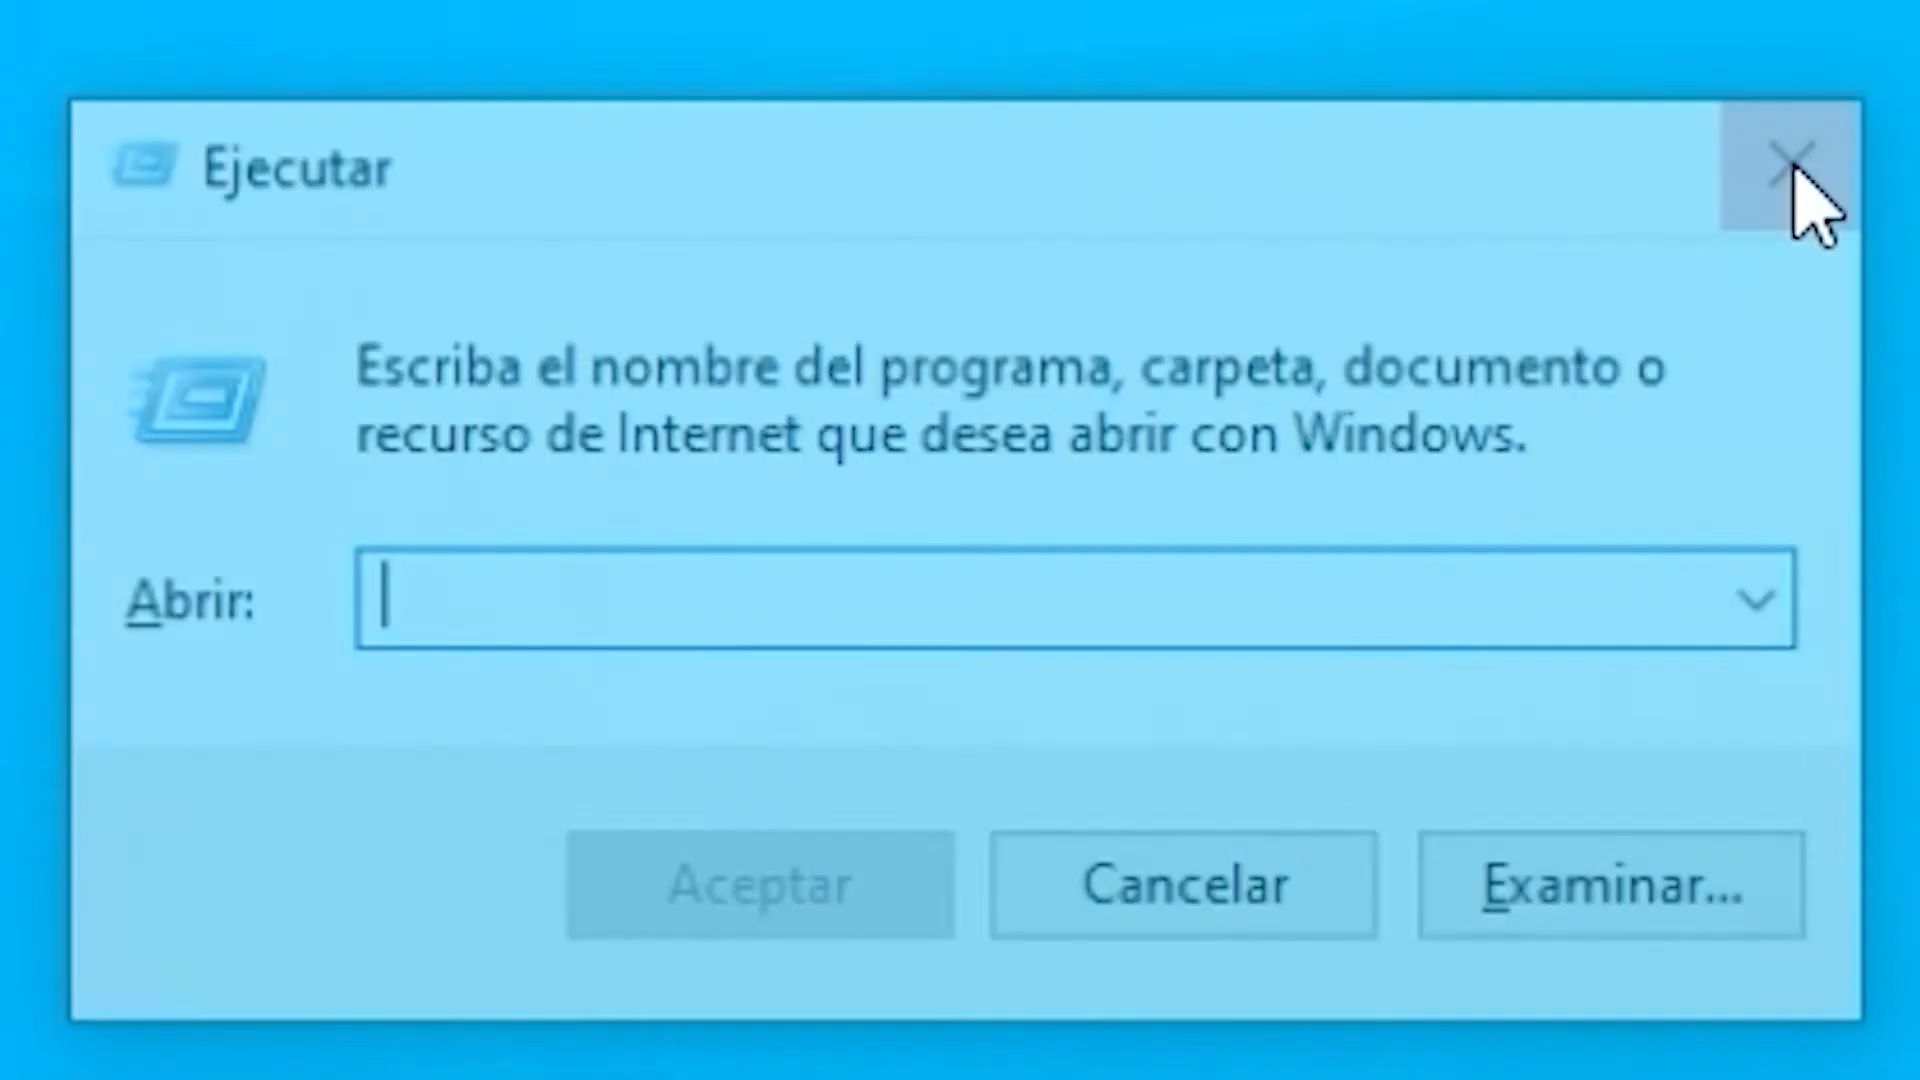 Ejecutar
Escriba el nombre del programa, carpeta, documento o
recurso de Internet que desea abrir con Windows.
Abrir:
Aceptar
Cancelar
Examinar...